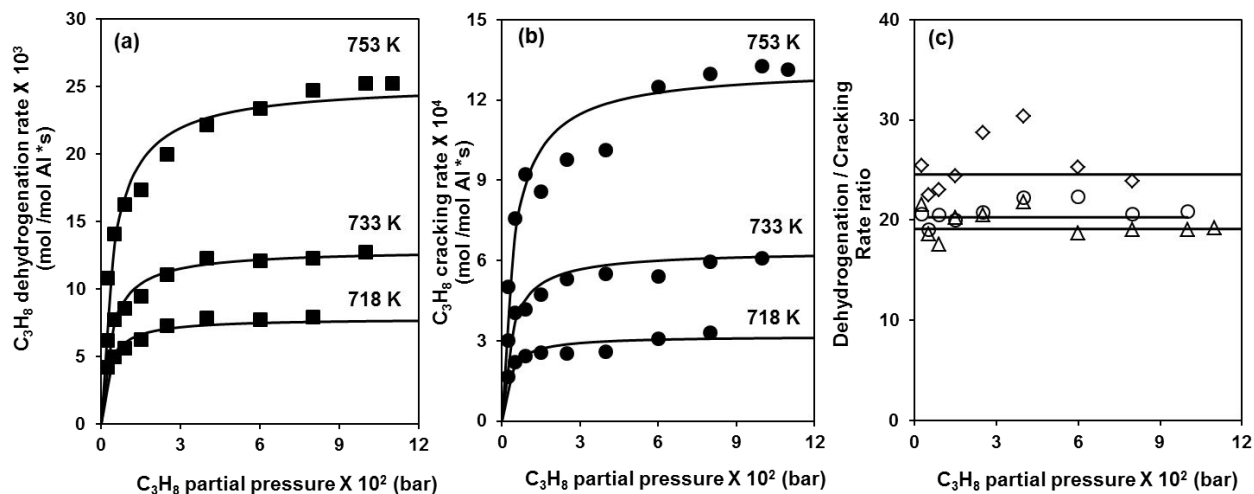 (a)
753 K
733 K
718 K
30
25
20
15
10
5
0
0 3 6 9 12
C₃H₈ dehydrogenation rate X 10³
(mol /mol Al *s)
C₃H₈ partial pressure X 10² (bar)
(b)
753 K
733 K
718 K
15
12
9
6
3
0
0 3 6 9 12
C₃H₈ cracking rate X 10⁴
(mol/mol Al *s)
C₃H₈ partial pressure X 10² (bar)
(c)
40
30
20
10
0
0 3 6 9 12
Dehydrogenation / Cracking
Rate ratio
C₃H₈ partial pressure X 10² (bar)